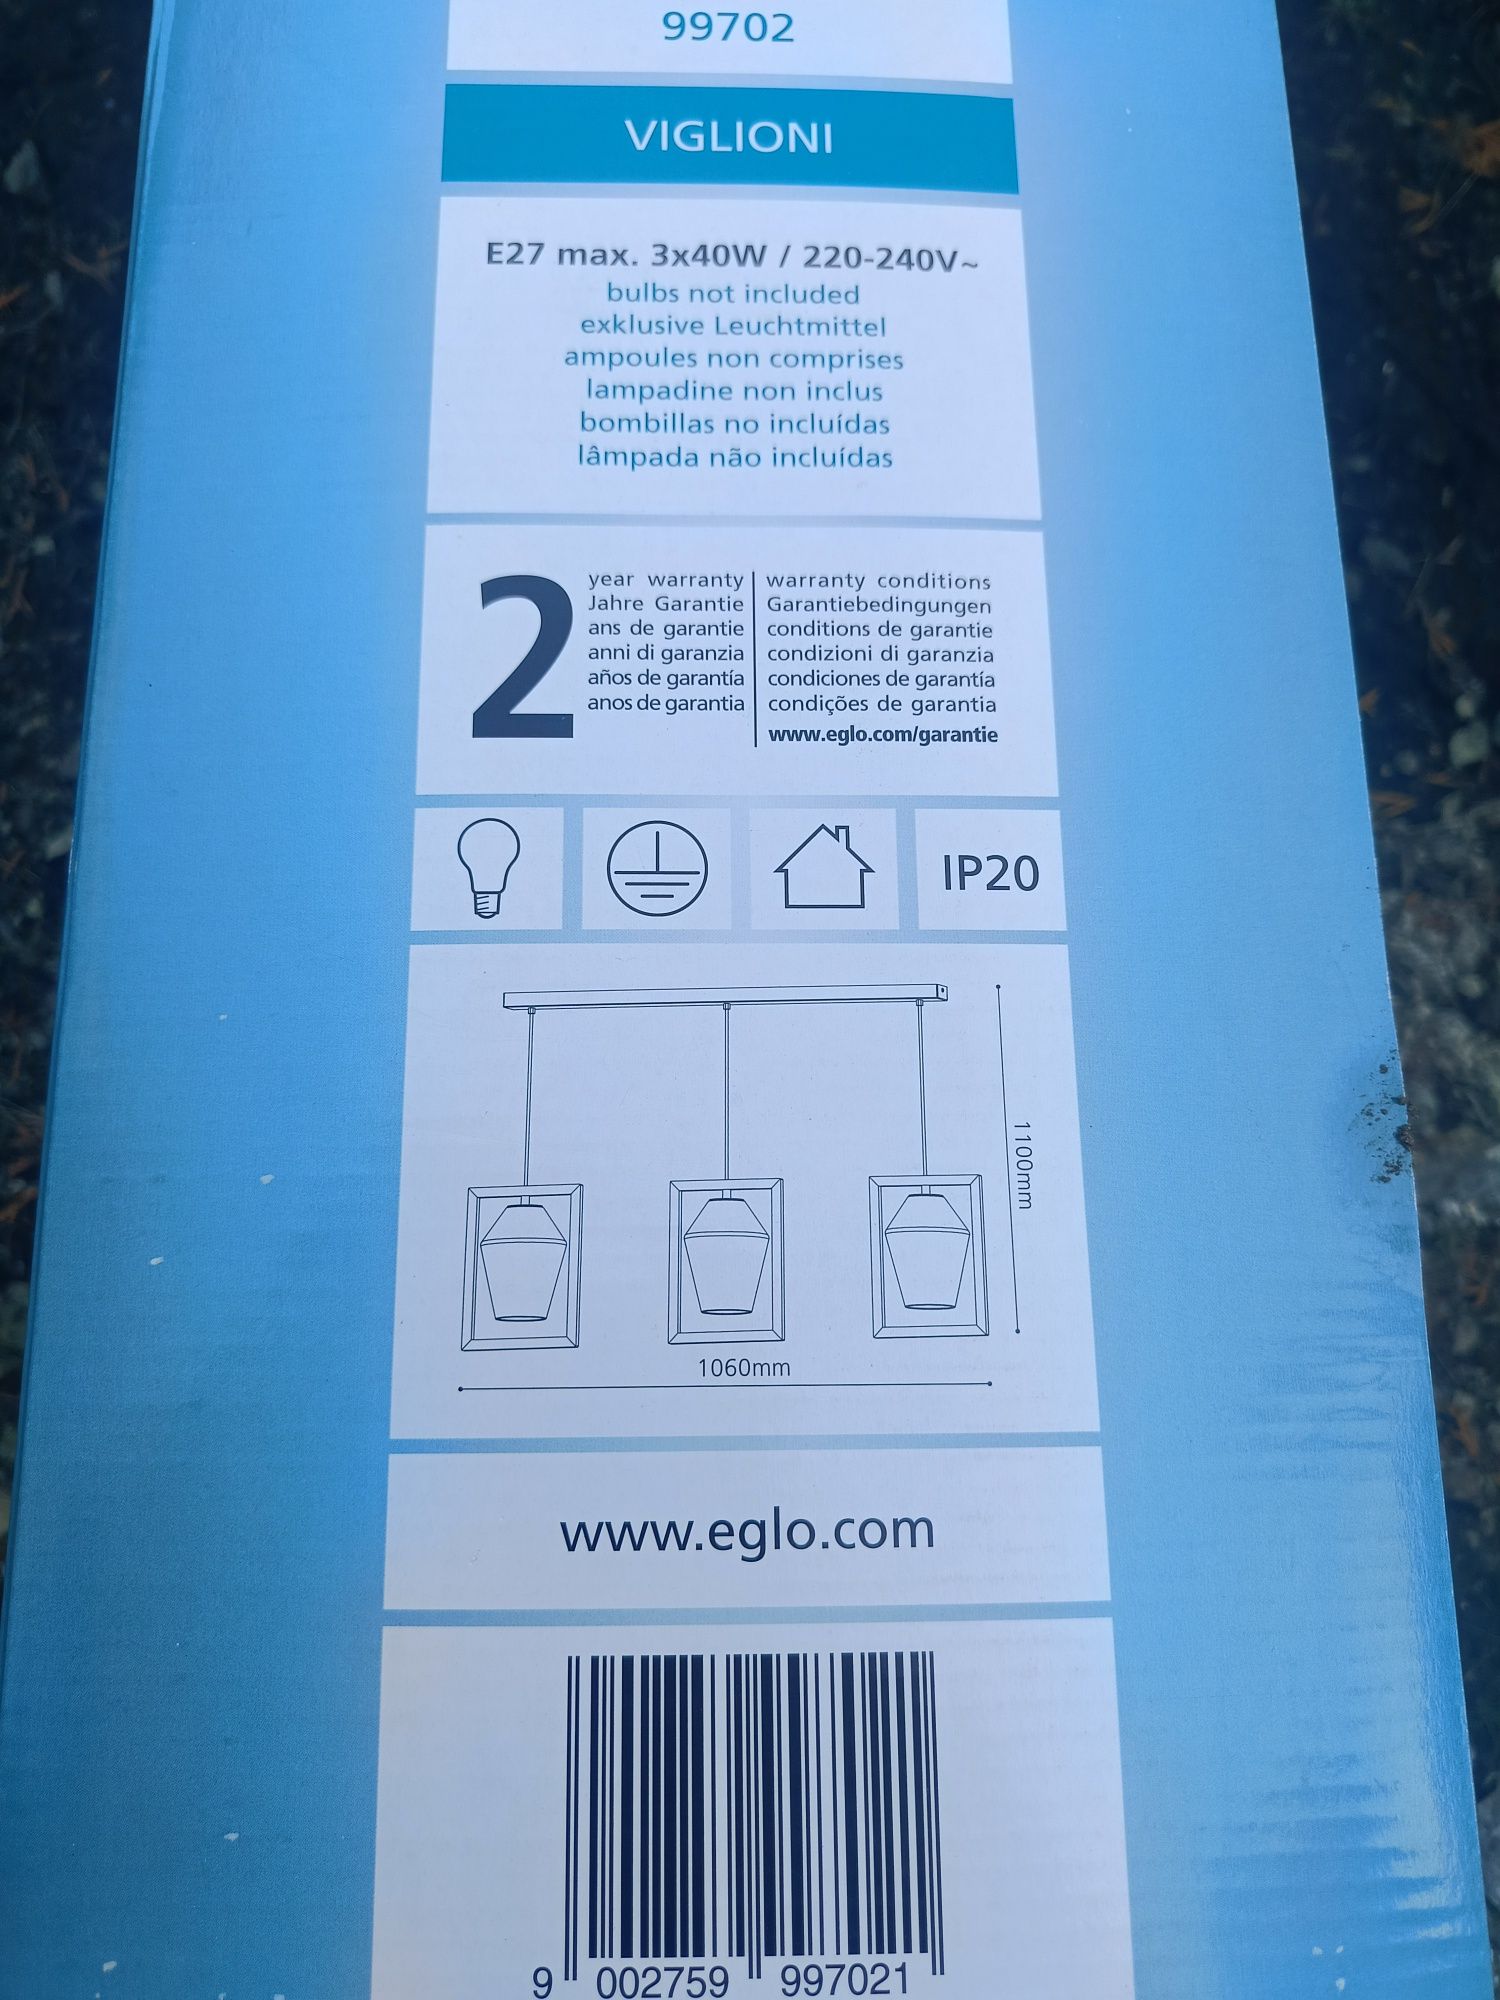 99702
VIGLIONI
E27 max. 3x40W / 220-240V~
bulbs not included
exklusive Leuchtmittel
ampoules non comprises
lampadine non inclus
bombillas no incluídas
lâmpada não incluídas
2
year warranty
Jahre Garantie
ans de garantie
anni di garanzia
años de garantía
anos de garantia
warranty conditions
Garantiebedingungen
conditions de garantie
condizioni di garanzia
condiciones de garantía
condições de garantia
www.eglo.com/garantie
IP20
1100mm
1060mm
www.eglo.com
9 002759 997021